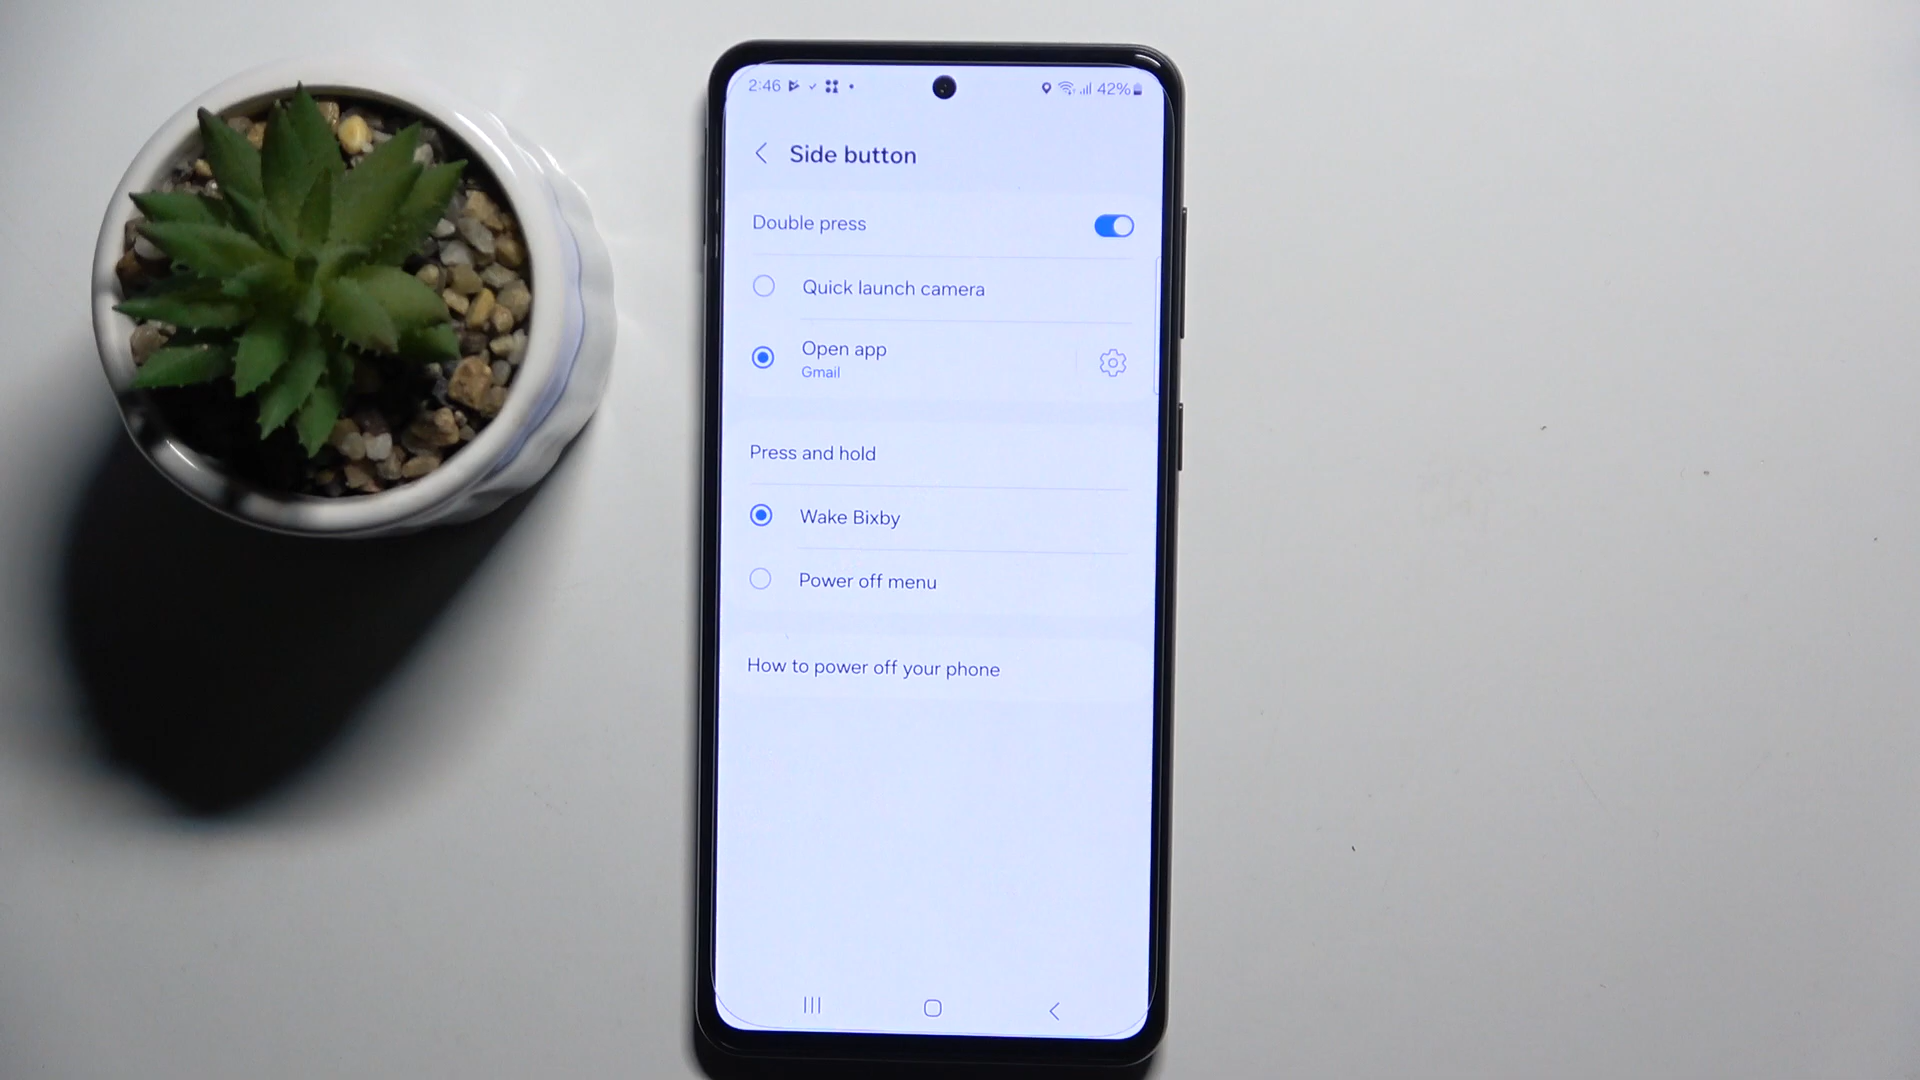 2:46 42%
Side button
Double press
Quick launch camera
Open app
Gmail
Press and hold
Wake Bixby
Power off menu
How to power off your phone